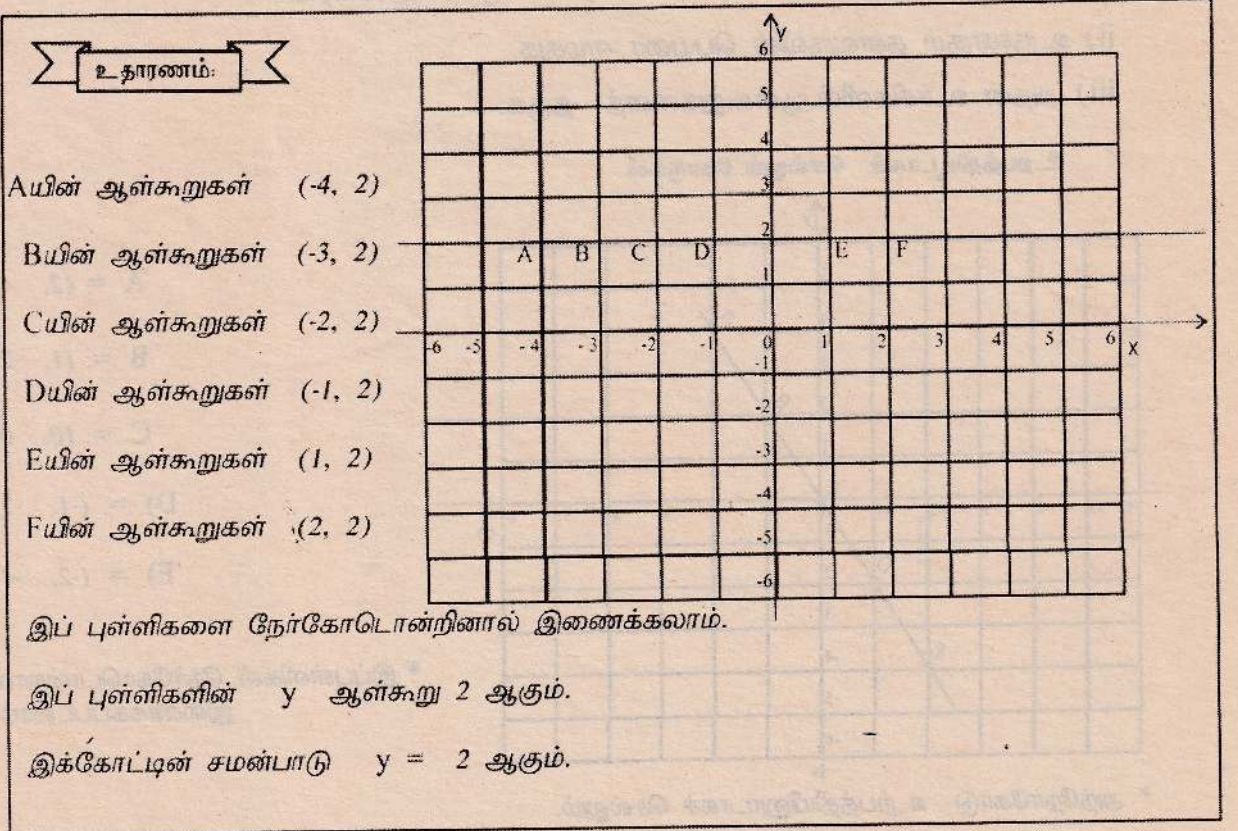 உதாரணம்:
Aயின் ஆள்கூறுகள் (-4, 2)
Bயின் ஆள்கூறுகள் (-3, 2)
Cயின் ஆள்கூறுகள் (-2, 2)
Dயின் ஆள்கூறுகள் (-1, 2)
Eயின் ஆள்கூறுகள் (1, 2)
Fயின் ஆள்கூறுகள் (2, 2)
Y
6
5
4
3
2
A B C D E F
1
-6 -5 -4 -3 -2 -1 0 1 2 3 4 5 6 X
-1
-2
-3
-4
-5
-6
இப் புள்ளிகளை நேர்கோடொன்றினால் இணைக்கலாம்.
இப் புள்ளிகளின் y ஆள்கூறு 2 ஆகும்.
இக்கோட்டின் சமன்பாடு y = 2 ஆகும்.